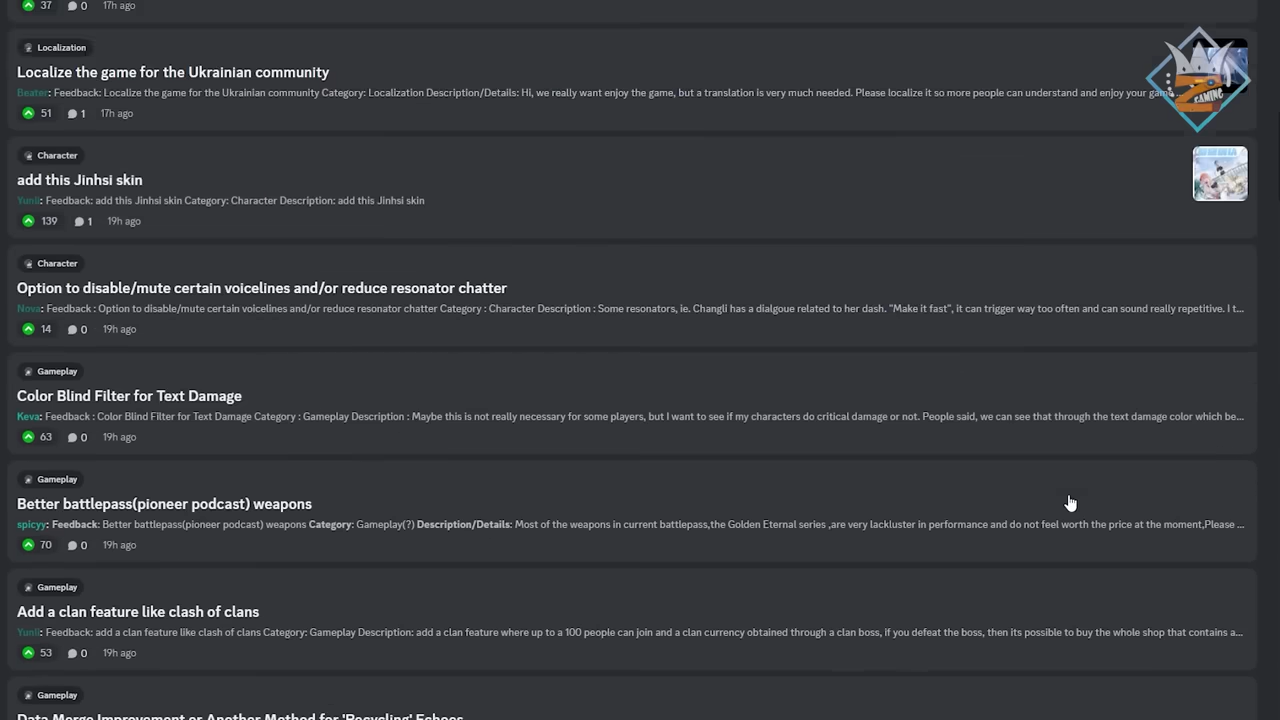 37 0 17h ago
Localization
Localize the game for the Ukrainian community
Beater: Feedback: Localize the game for the Ukrainian community Category: Localization Description/Details: Hi, we really want enjoy the game, but a translation is very much needed. Please localize it so more people can understand and enjoy your game ...
51 1 17h ago
Z GAMING
Character
add this Jinhsi skin
Yunli: Feedback: add this Jinhsi skin Category: Character Description: add this Jinhsi skin
139 1 19h ago
Character
Option to disable/mute certain voicelines and/or reduce resonator chatter
Nova: Feedback : Option to disable/mute certain voicelines and/or reduce resonator chatter Category : Character Description : Some resonators, ie. Changli has a dialgoue related to her dash. "Make it fast", it can trigger way too often and can sound really repetitive. I t...
14 0 19h ago
Gameplay
Color Blind Filter for Text Damage
Keva: Feedback : Color Blind Filter for Text Damage Category : Gameplay Description : Maybe this is not really necessary for some players, but I want to see if my characters do critical damage or not. People said, we can see that through the text damage color which be...
63 0 19h ago
Gameplay
Better battlepass(pioneer podcast) weapons
spicyy: Feedback: Better battlepass(pioneer podcast) weapons Category: Gameplay(?) Description/Details: Most of the weapons in current battlepass,the Golden Eternal series ,are very lackluster in performance and do not feel worth the price at the moment,Please ...
70 0 19h ago
Gameplay
Add a clan feature like clash of clans
Yunli: Feedback: add a clan feature like clash of clans Category: Gameplay Description: add a clan feature where up to a 100 people can join and a clan currency obtained through a clan boss, if you defeat the boss, then its possible to buy the whole shop that contains a...
53 0 19h ago
Gameplay
Data Merge Improvement or Another Method for 'Recycling' Echoes